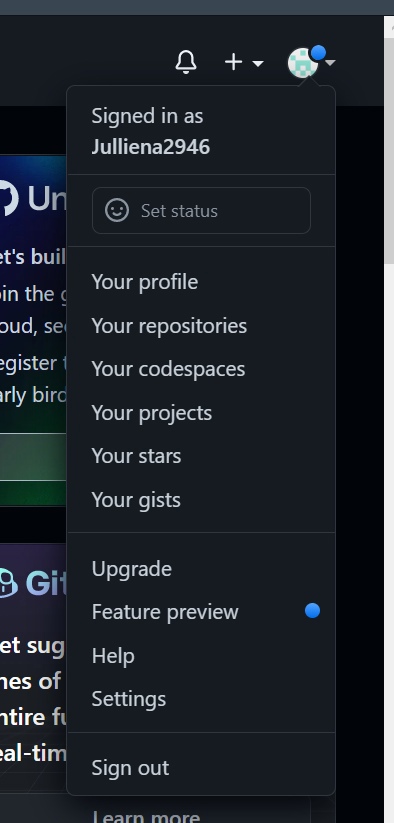 Signed in as
Julliena2946
Set status
Your profile
Your repositories
Your codespaces
Your projects
Your stars
Your gists
Upgrade
Feature preview
Help
Settings
Sign out
Un
et's buil
oin the g
oud, se
egister t
arly bird
Git
et sug
nes of
ntire fu
eal-tim
Learn more